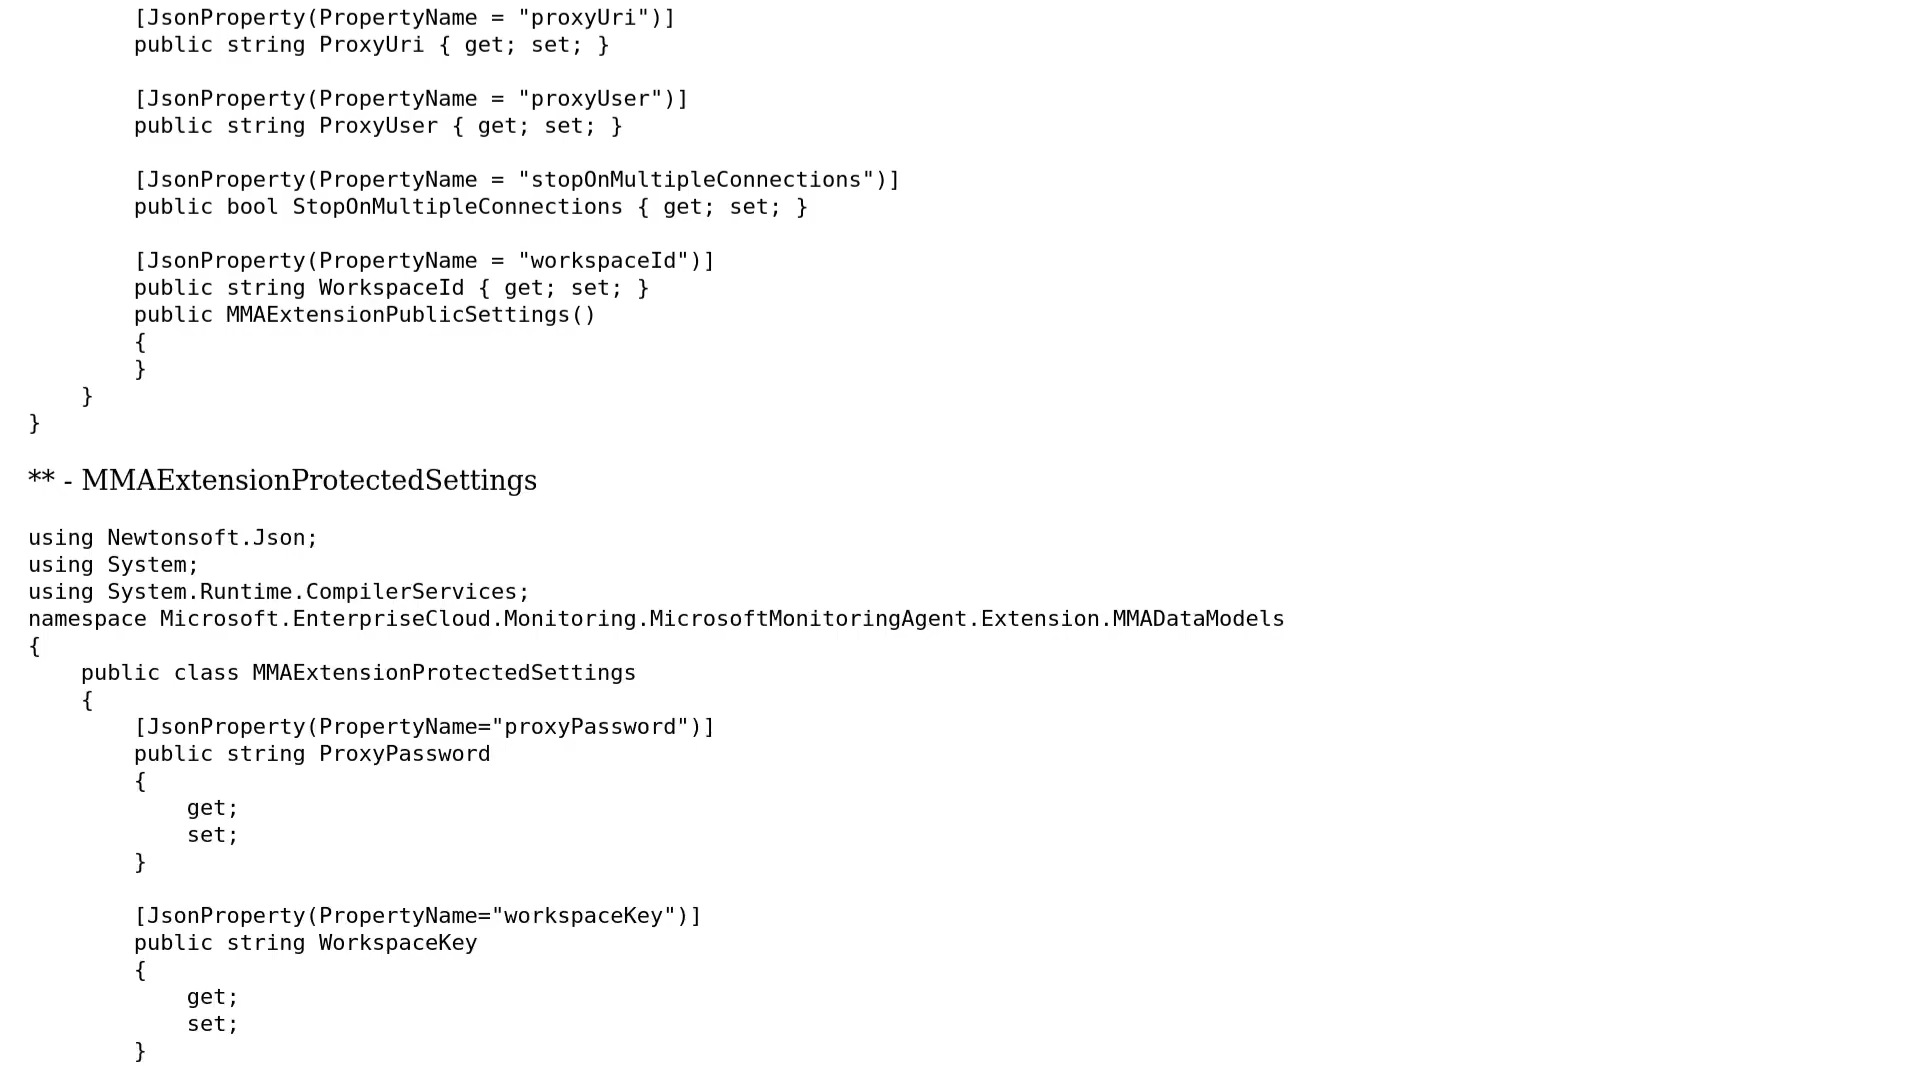 [JsonProperty(PropertyName = "proxyUri")]
public string ProxyUri { get; set; }
[JsonProperty(PropertyName = "proxyUser")]
public string ProxyUser { get; set; }
[JsonProperty(PropertyName = "stopOnMultipleConnections")]
public bool StopOnMultipleConnections { get; set; }
[JsonProperty(PropertyName = "workspaceId")]
public string WorkspaceId { get; set; }
public MMAExtensionPublicSettings()
{
}
}
}
** - MMAExtensionProtectedSettings
using Newtonsoft.Json;
using System;
using System.Runtime.CompilerServices;
namespace Microsoft.EnterpriseCloud.Monitoring.MicrosoftMonitoringAgent.Extension.MMADataModels
{
public class MMAExtensionProtectedSettings
{
[JsonProperty(PropertyName="proxyPassword")]
public string ProxyPassword
{
get;
set;
}
[JsonProperty(PropertyName="workspaceKey")]
public string WorkspaceKey
{
get;
set;
}